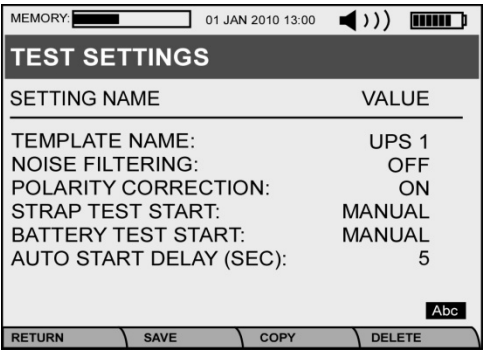 MEMORY: 01 JAN 2010 13:00
TEST SETTINGS
SETTING NAME VALUE
TEMPLATE NAME: UPS 1
NOISE FILTERING: OFF
POLARITY CORRECTION: ON
STRAP TEST START: MANUAL
BATTERY TEST START: MANUAL
AUTO START DELAY (SEC): 5
Abc
RETURN SAVE COPY DELETE